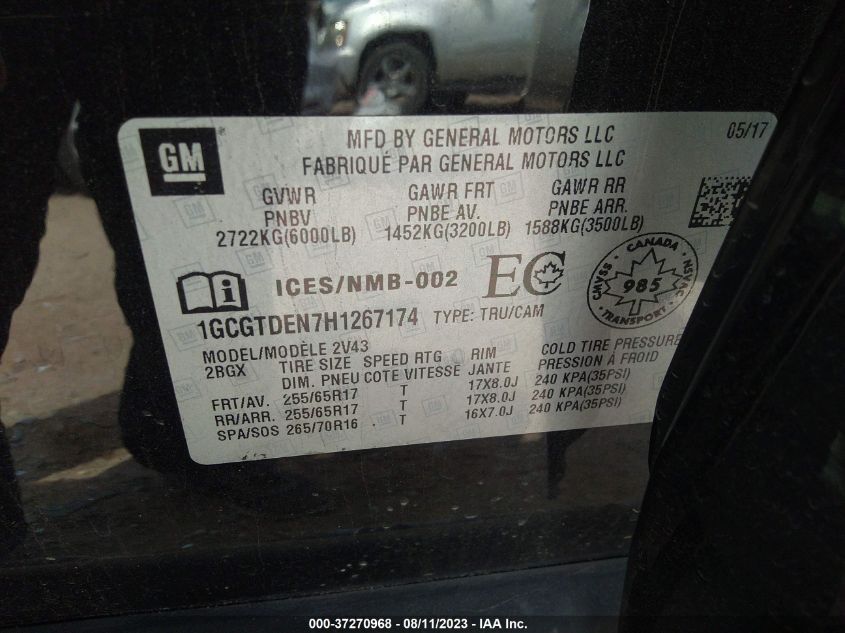 GM
MFD BY GENERAL MOTORS LLC
05/17
FABRIQUÉ PAR GENERAL MOTORS LLC
GVWR GAWR FRT GAWR RR
PNBV PNBE AV. PNBE ARR.
2722KG(6000LB) 1452KG(3200LB) 1588KG(3500LB)
i ICES/NMB-002 EC
CANADA
CMVSS 985 NSVAC
TRANSPORT
1GCGTDEN7H1267174 TYPE: TRU/CAM
MODEL/MODÈLE 2V43
2BGX TIRE SIZE SPEED RTG RIM COLD TIRE PRESSURE
DIM. PNEU COTE VITESSE JANTE PRESSION À FROID
FRT/AV. 255/65R17 T 17X8.0J 240 KPA(35PSI)
RR/ARR. 255/65R17 T 17X8.0J 240 KPA(35PSI)
SPA/SOS 265/70R16 T 16X7.0J 240 KPA(35PSI)
000-37270968 - 08/11/2023 - IAA Inc.